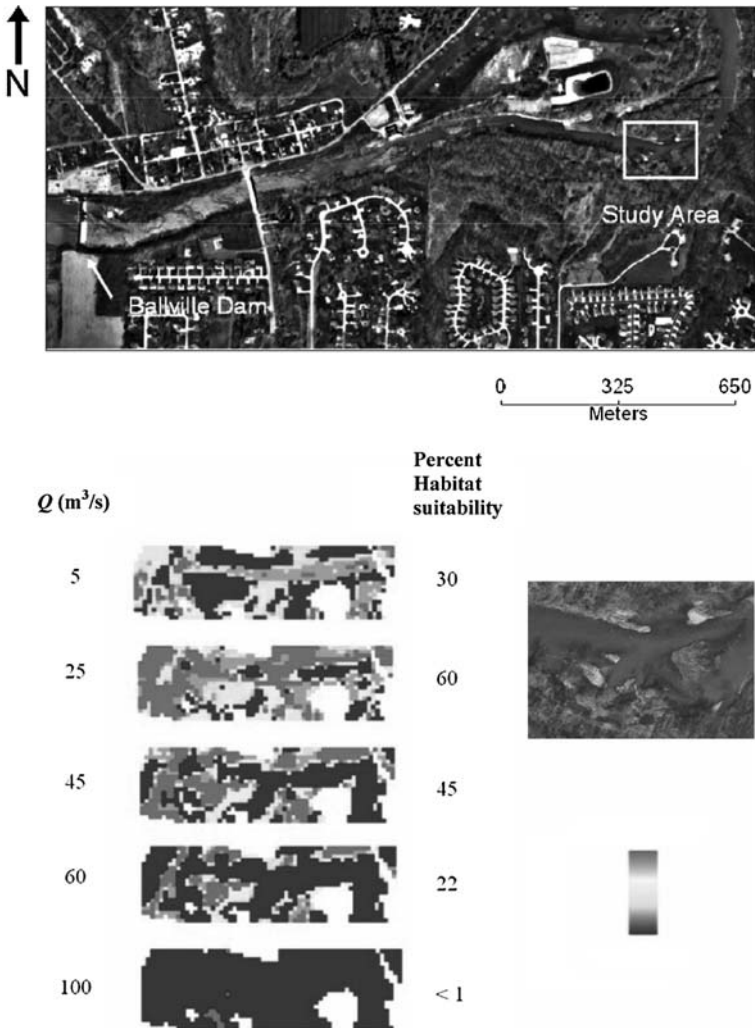 N
Study Area
Ballville Dam
0 325 650
Meters
Q (m³/s)
Percent
Habitat
suitability
5 30
25 60
45 45
60 22
100 < 1